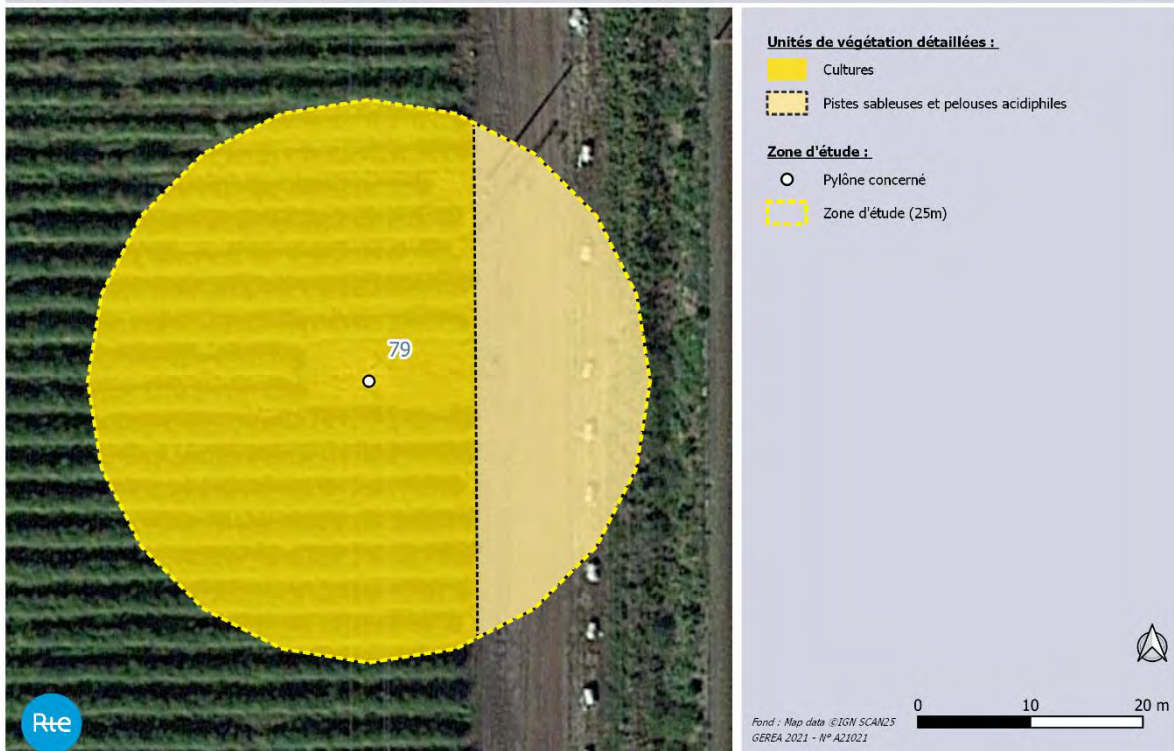 Unités de végétation détaillées :
Cultures
Pistes sableuses et pelouses acidiphiles
Zone d'étude :
Pylône concerné
Zone d'étude (25m)
79
Rte
Fond : Map data ©IGN SCAN25
GEREA 2021 - N° A21021
0 10 20 m